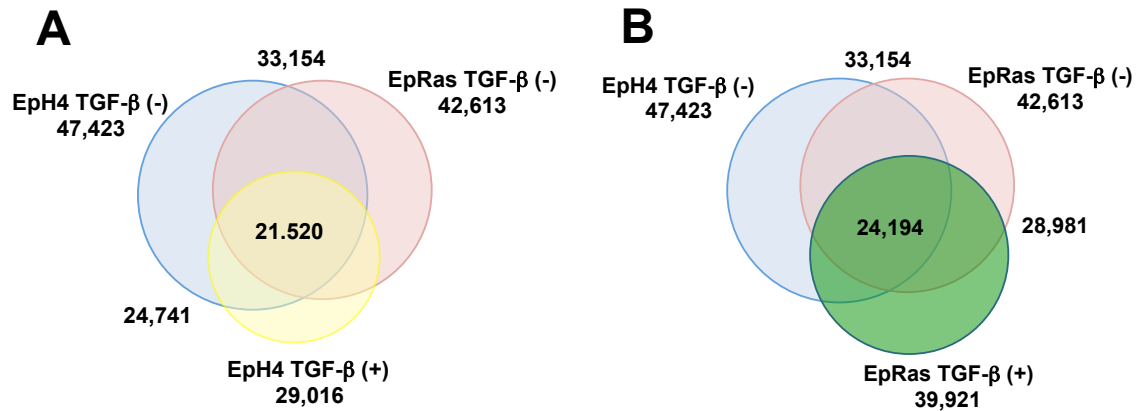 A
33,154
EpH4 TGF-β (-)
47,423
EpRas TGF-β (-)
42,613
21.520
24,741
EpH4 TGF-β (+)
29,016
B
33,154
EpH4 TGF-β (-)
47,423
EpRas TGF-β (-)
42,613
24,194
28,981
EpRas TGF-β (+)
39,921